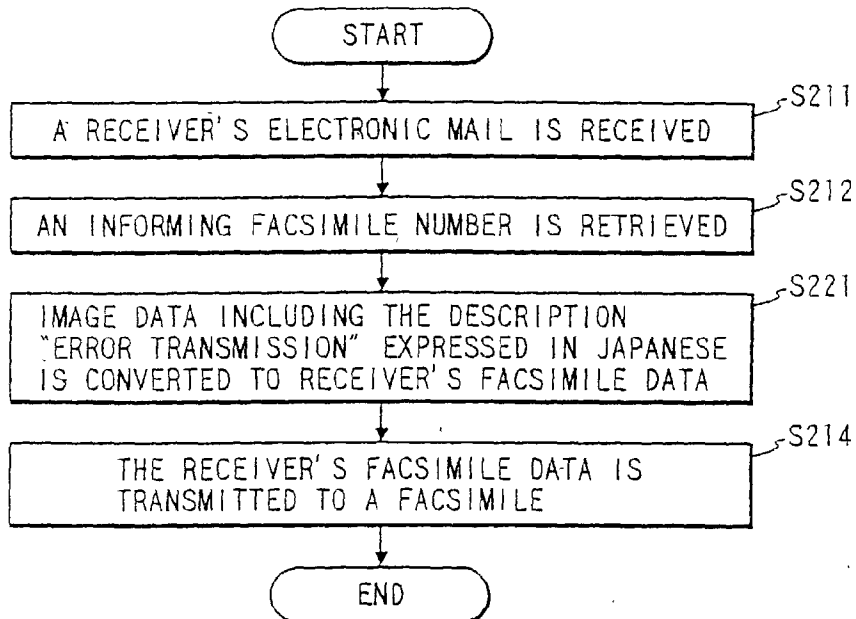 START
S211
A RECEIVER'S ELECTRONIC MAIL IS RECEIVED
S212
AN INFORMING FACSIMILE NUMBER IS RETRIEVED
S221
IMAGE DATA INCLUDING THE DESCRIPTION
"ERROR TRANSMISSION" EXPRESSED IN JAPANESE
IS CONVERTED TO RECEIVER'S FACSIMILE DATA
S214
THE RECEIVER'S FACSIMILE DATA IS
TRANSMITTED TO A FACSIMILE
END